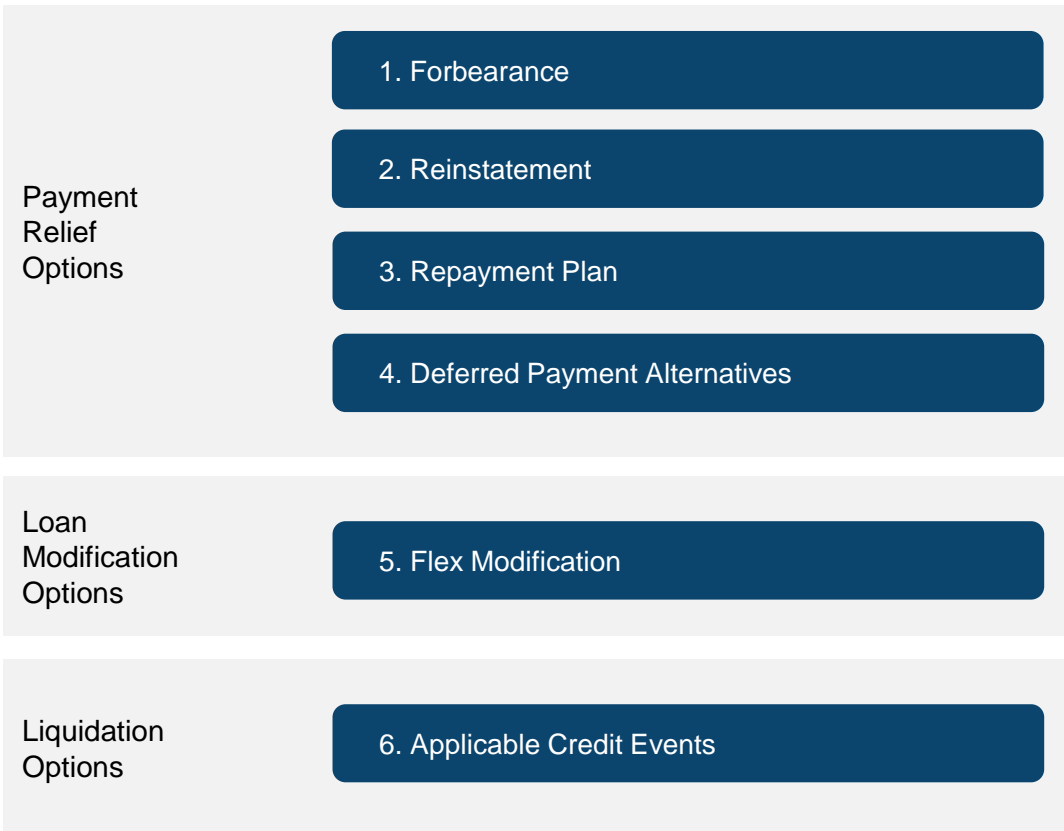 Payment
Relief
Options
1. Forbearance
2. Reinstatement
3. Repayment Plan
4. Deferred Payment Alternatives
Loan
Modification
Options
5. Flex Modification
Liquidation
Options
6. Applicable Credit Events